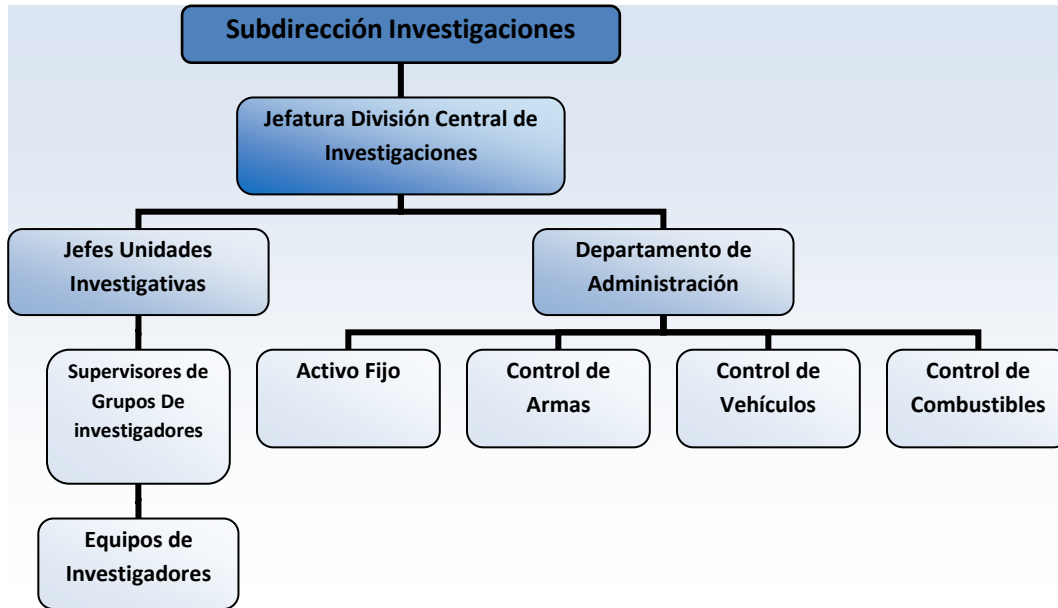 Subdirección Investigaciones
Jefatura División Central de
Investigaciones
Jefes Unidades
Investigativas
Departamento de
Administración
Supervisores de
Grupos De
investigadores
Activo Fijo
Control de
Armas
Control de
Vehículos
Control de
Combustibles
Equipos de
Investigadores